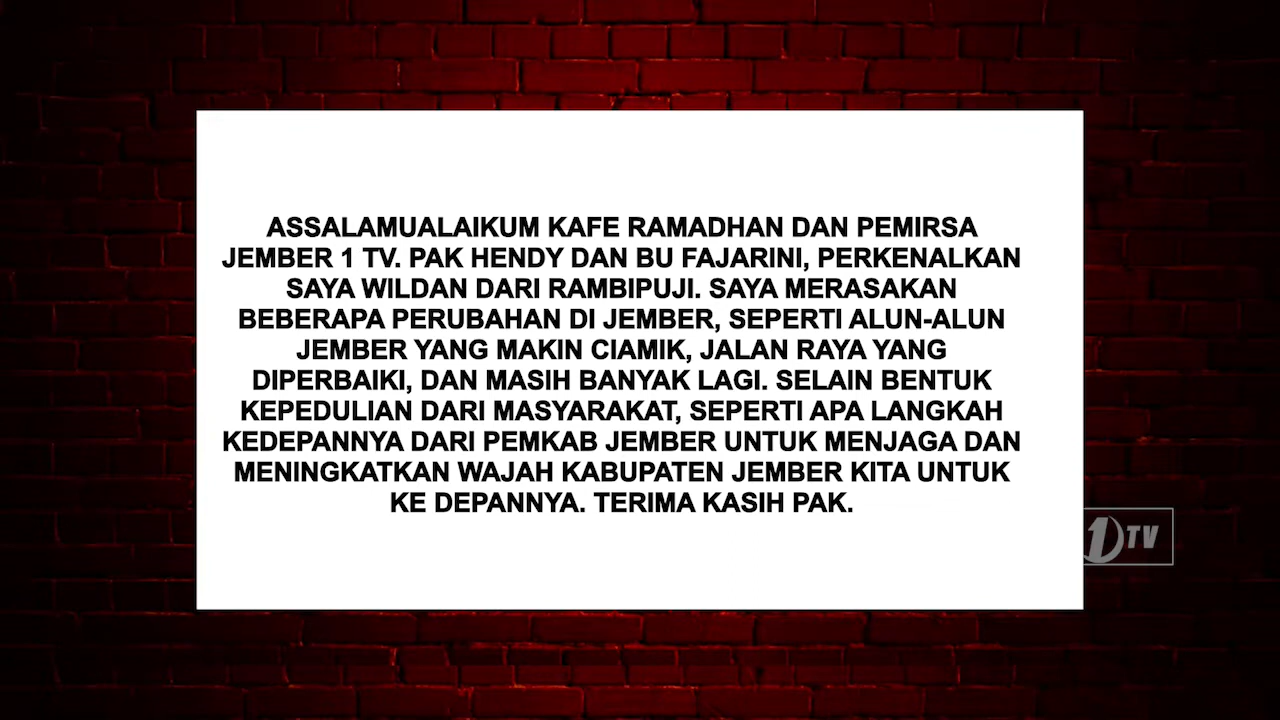 ASSALAMUALAIKUM KAFE RAMADHAN DAN PEMIRSA
JEMBER 1 TV. PAK HENDY DAN BU FAJARINI, PERKENALKAN
SAYA WILDAN DARI RAMBIPUJI. SAYA MERASAKAN
BEBERAPA PERUBAHAN DI JEMBER, SEPERTI ALUN-ALUN
JEMBER YANG MAKIN CIAMIK, JALAN RAYA YANG
DIPERBAIKI, DAN MASIH BANYAK LAGI. SELAIN BENTUK
KEPEDULIAN DARI MASYARAKAT, SEPERTI APA LANGKAH
KEDEPANNYA DARI PEMKAB JEMBER UNTUK MENJAGA DAN
MENINGKATKAN WAJAH KABUPATEN JEMBER KITA UNTUK
KE DEPANNYA. TERIMA KASIH PAK.
1 TV